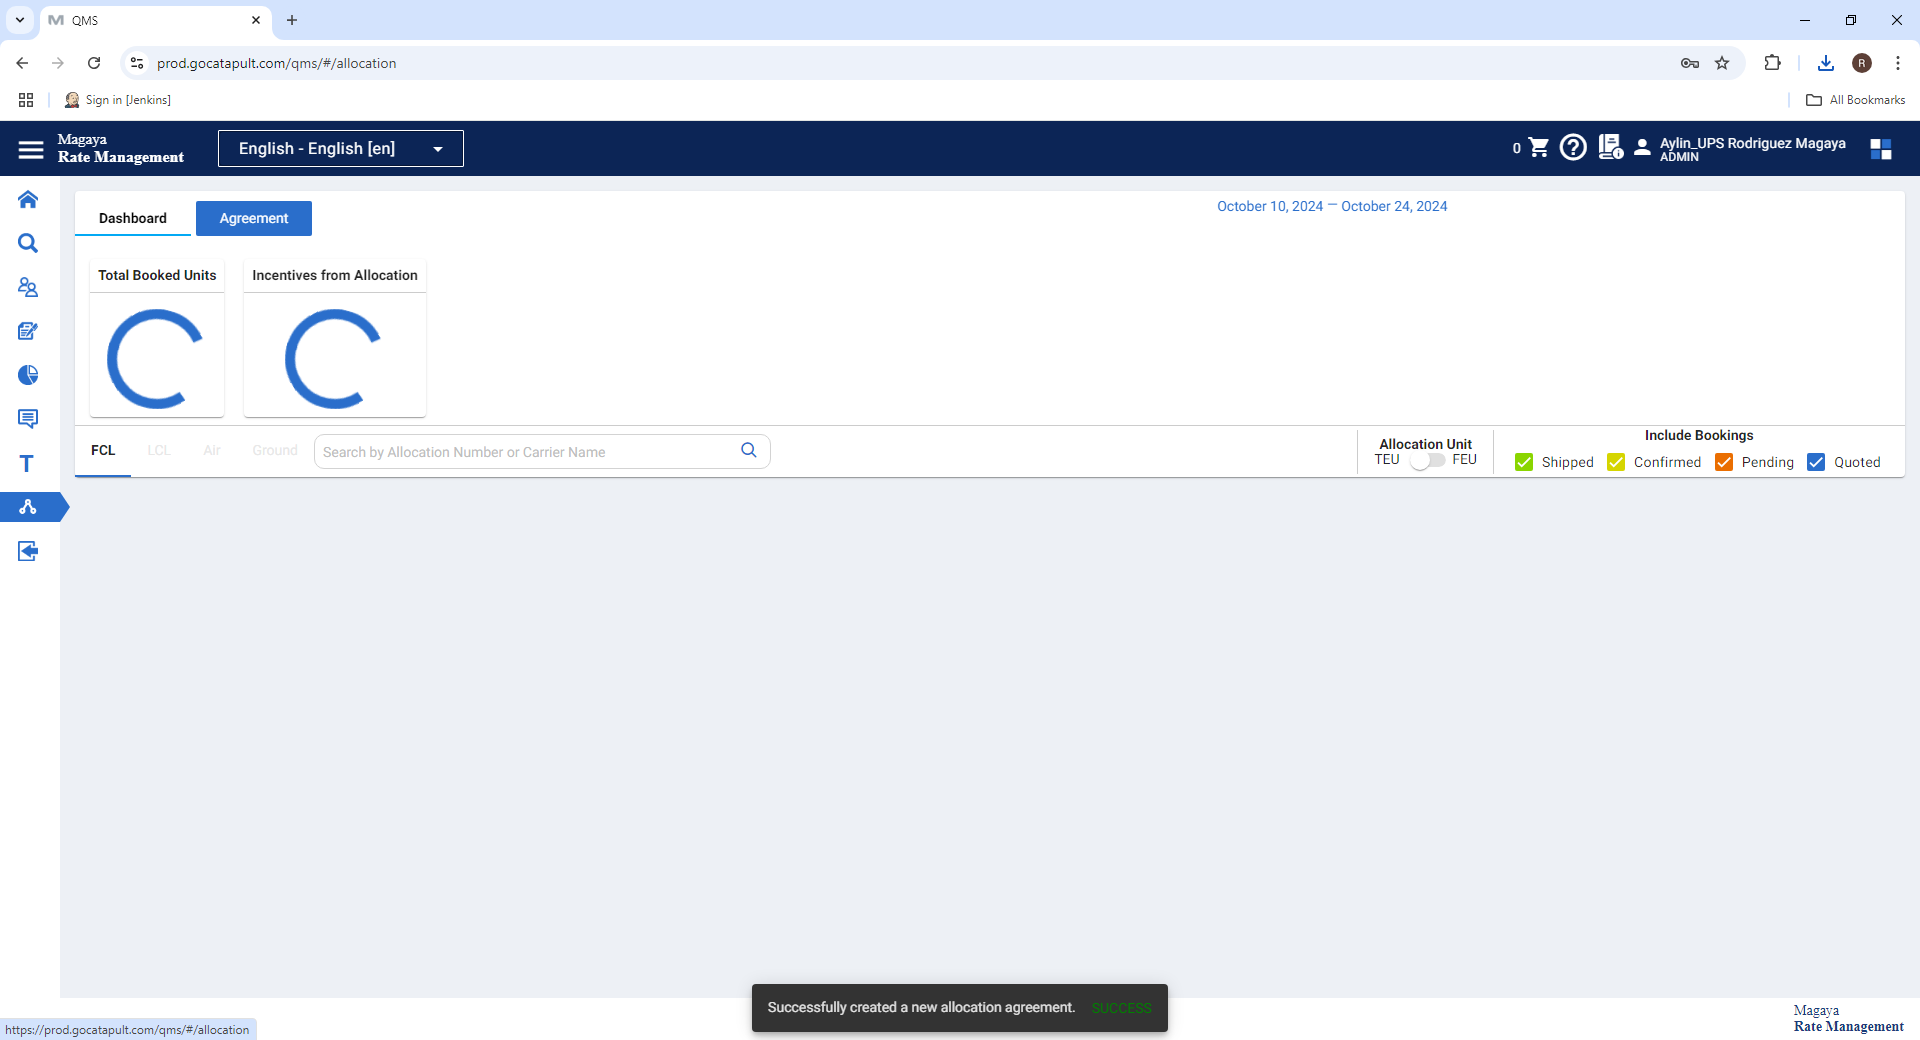 QMS
prod.gocatapult.com/qms/#/allocation
R
Sign in [Jenkins]
All Bookmarks
Magaya
Rate Management
English - English [en]
0
Aylin_UPS Rodriguez Magaya
ADMIN
Dashboard
Agreement
October 10, 2024 — October 24, 2024
Total Booked Units
Incentives from Allocation
FCL
LCL
Air
Ground
Search by Allocation Number or Carrier Name
Allocation Unit
TEU
FEU
Include Bookings
Shipped
Confirmed
Pending
Quoted
T
Successfully created a new allocation agreement.
SUCCESS
https://prod.gocatapult.com/qms/#/allocation
Magaya
Rate Management